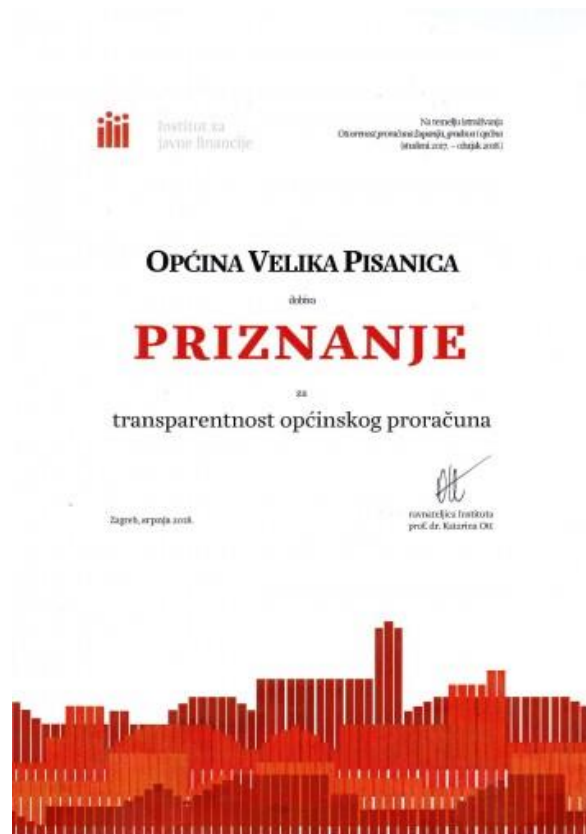 Institut za
javne financije
Na temelju istraživanja
Otvorenost proračuna županija, gradova i općina
(studeni 2017. – ožujak 2018.)
OPĆINA VELIKA PISANICA
dobiva
PRIZNANJE
za
transparentnost općinskog proračuna
Zagreb, srpnja 2018.
ravnateljica Instituta
prof. dr. Katarina Ott